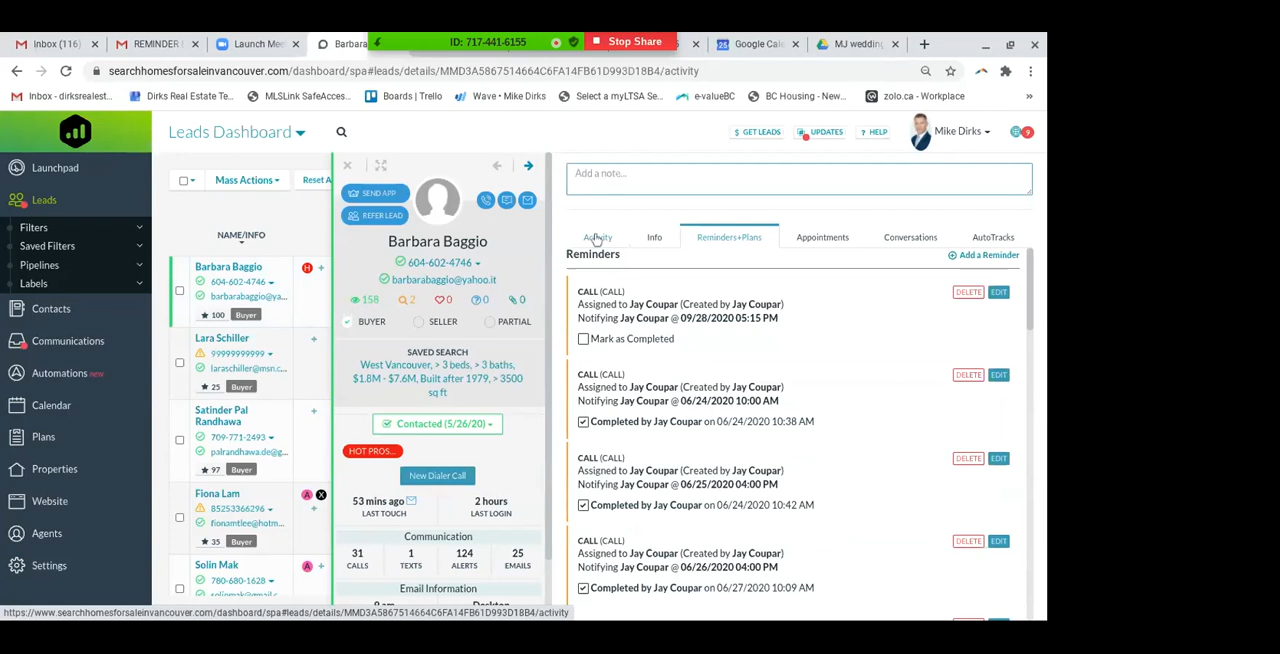 Inbox (116)
REMINDER &
Launch Mee
Barbara
ID: 717-441-6155
Stop Share
Google Cale
MJ wedding
searchhomesforsaleinvancouver.com/dashboard/spa#leads/details/MMD3A5867514664C6FA14FB61D993D18B4/activity
Inbox - dirksrealest...
Dirks Real Estate Te...
MLSLink SafeAcces...
Boards | Trello
Wave • Mike Dirks
Select a myLTSA Se...
e-valueBC
BC Housing - New...
zolo.ca - Workplace
»
Leads Dashboard
$ GET LEADS
UPDATES
? HELP
Mike Dirks
9
Launchpad
Leads
Filters
Saved Filters
Pipelines
Labels
Contacts
Communications
Automations new
Calendar
Plans
Properties
Website
Agents
Settings
Mass Actions
Reset A
NAME/INFO
Barbara Baggio
H +
604-602-4746
barbarabaggio@ya...
100 Buyer
Lara Schiller
+
99999999999
laraschiller@msn.c...
25 Buyer
Satinder Pal
Randhawa
+
709-771-2493
palrandhawa.de@g...
97 Buyer
Fiona Lam
A X
+
85253366296
fionamtlee@hotm...
35 Buyer
Solin Mak
A +
780-680-1628
solinmak@gmail.c
SEND APP
REFER LEAD
Barbara Baggio
604-602-4746
barbarabaggio@yahoo.it
158 2 0 0 0
BUYER SELLER PARTIAL
SAVED SEARCH
West Vancouver, > 3 beds, > 3 baths,
$1.8M - $7.6M, Built after 1979, > 3500
sq ft
Contacted (5/26/20)
HOT PROS...
New Dialer Call
53 mins ago 2 hours
LAST TOUCH LAST LOGIN
Communication
31 1 124 25
CALLS TEXTS ALERTS EMAILS
Email Information
Add a note...
Activity
Info
Reminders+Plans
Appointments
Conversations
AutoTracks
Reminders
Add a Reminder
CALL (CALL)
DELETE EDIT
Assigned to Jay Coupar (Created by Jay Coupar)
Notifying Jay Coupar @ 09/28/2020 05:15 PM
Mark as Completed
CALL (CALL)
DELETE EDIT
Assigned to Jay Coupar (Created by Jay Coupar)
Notifying Jay Coupar @ 06/24/2020 10:00 AM
Completed by Jay Coupar on 06/24/2020 10:38 AM
CALL (CALL)
DELETE EDIT
Assigned to Jay Coupar (Created by Jay Coupar)
Notifying Jay Coupar @ 06/25/2020 04:00 PM
Completed by Jay Coupar on 06/24/2020 10:42 AM
CALL (CALL)
DELETE EDIT
Assigned to Jay Coupar (Created by Jay Coupar)
Notifying Jay Coupar @ 06/26/2020 04:00 PM
Completed by Jay Coupar on 06/27/2020 10:09 AM
https://www.searchhomesforsaleinvancouver.com/dashboard/spa#leads/details/MMD3A5867514664C6FA14FB61D993D18B4/activity